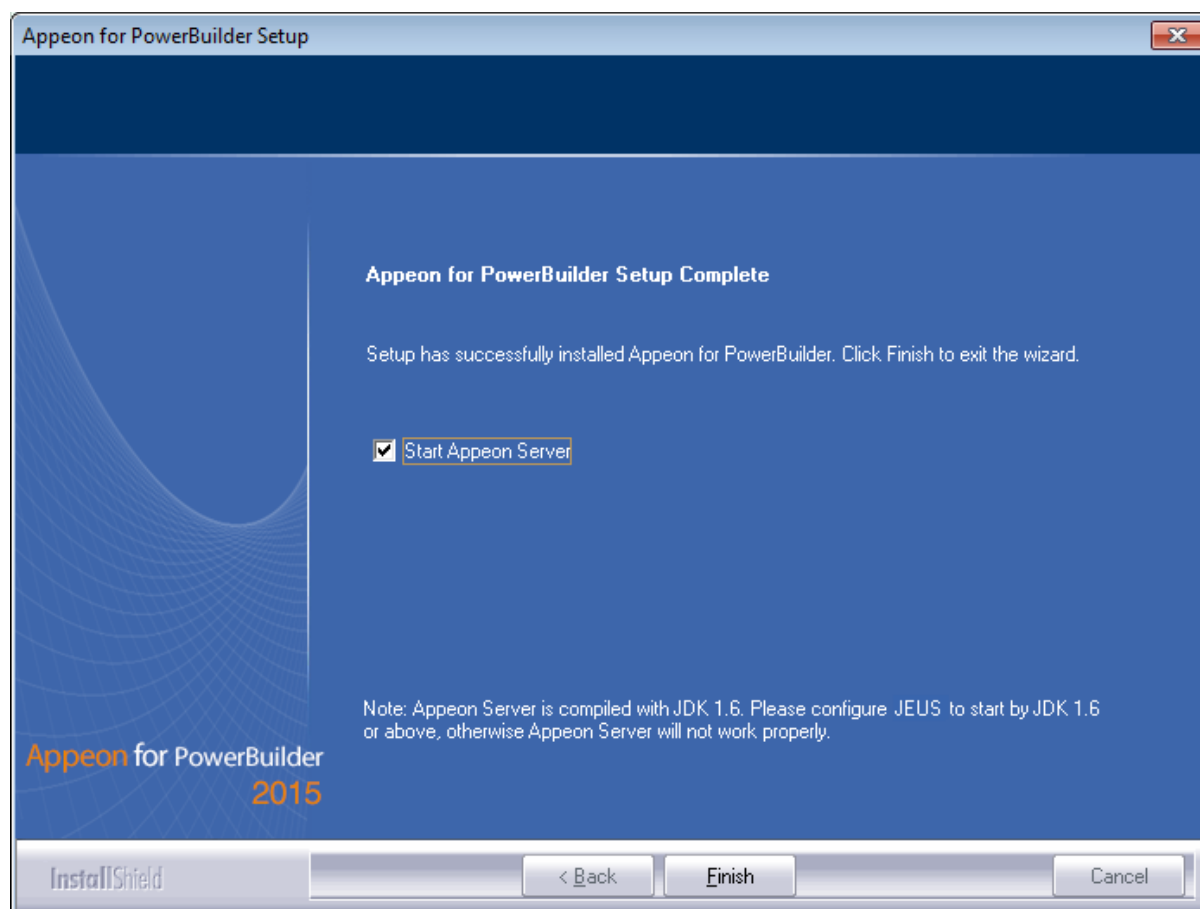 Appeon for PowerBuilder Setup
Appeon for PowerBuilder Setup Complete
Setup has successfully installed Appeon for PowerBuilder. Click Finish to exit the wizard.
Start Appeon Server
Note: Appeon Server is compiled with JDK 1.6. Please configure JEUS to start by JDK 1.6
or above, otherwise Appeon Server will not work properly.
Appeon for PowerBuilder
2015
InstallShield
< Back
Finish
Cancel